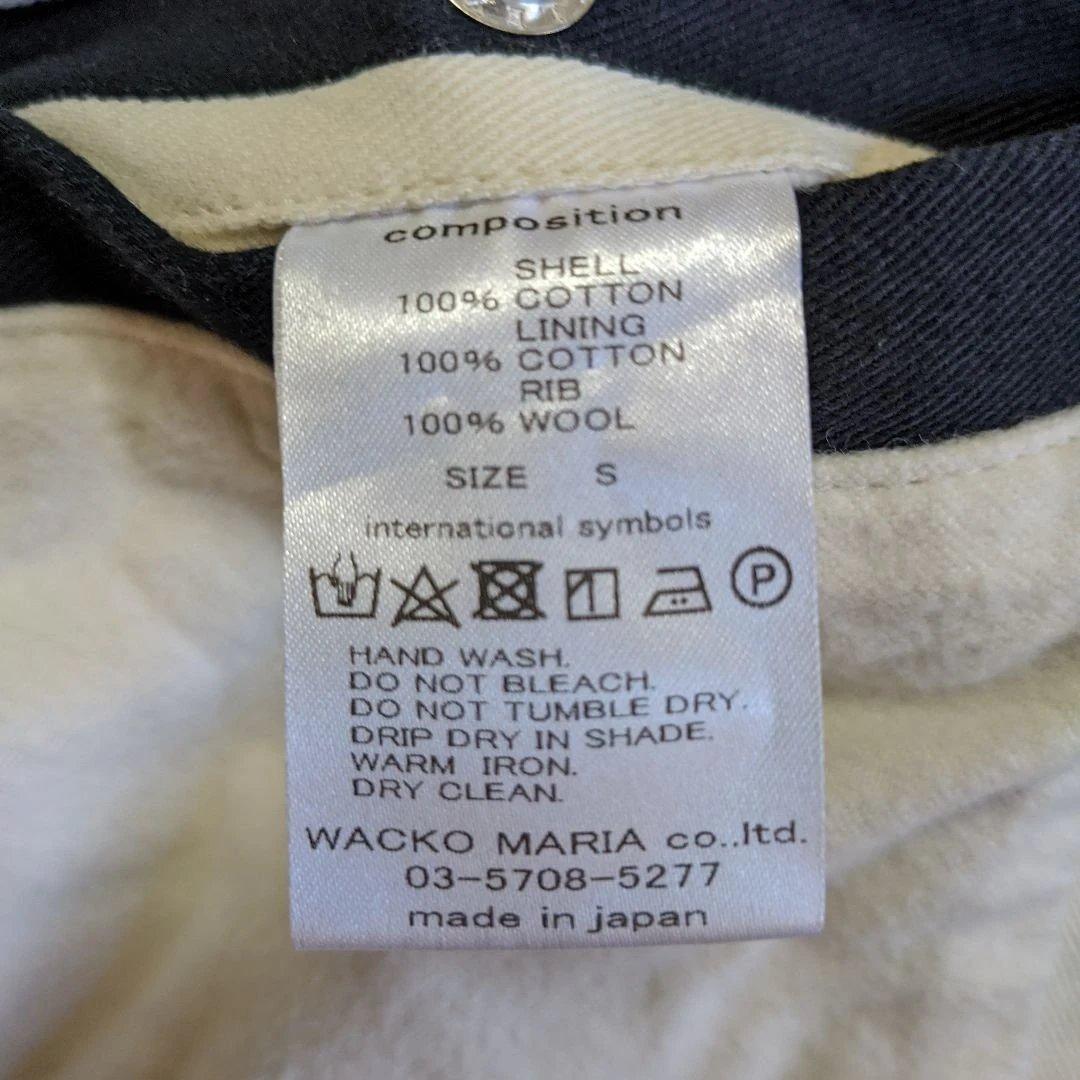 composition
SHELL
100% COTTON
LINING
100% COTTON
RIB
100% WOOL
SIZE S
international symbols
P
HAND WASH.
DO NOT BLEACH.
DO NOT TUMBLE DRY.
DRIP DRY IN SHADE.
WARM IRON.
DRY CLEAN.
WACKO MARIA co.,ltd.
03-5708-5277
made in japan